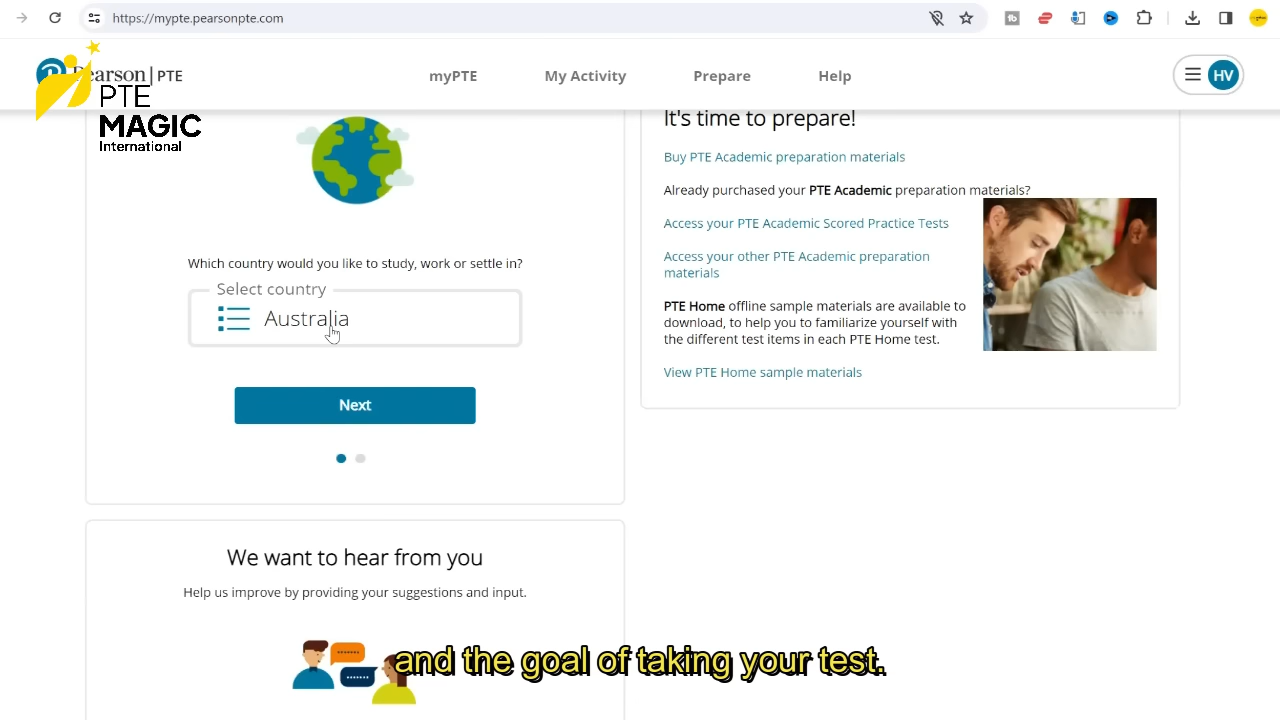 https://mypte.pearsonpte.com
Pearson | PTE
PTE
MAGIC
International
myPTE
My Activity
Prepare
Help
HV
Which country would you like to study, work or settle in?
Select country
Australia
Next
It's time to prepare!
Buy PTE Academic preparation materials
Already purchased your PTE Academic preparation materials?
Access your PTE Academic Scored Practice Tests
Access your other PTE Academic preparation
materials
PTE Home offline sample materials are available to
download, to help you to familiarize yourself with
the different test items in each PTE Home test.
View PTE Home sample materials
We want to hear from you
Help us improve by providing your suggestions and input.
and the goal of taking your test.